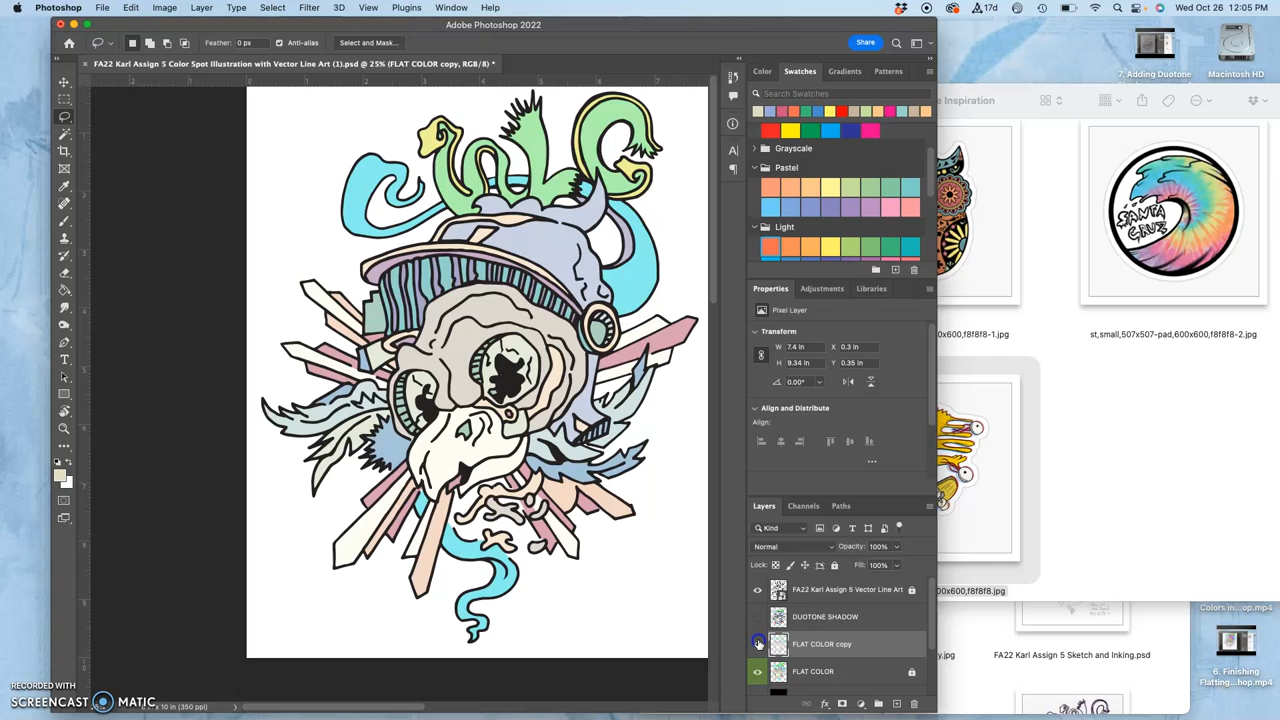 Photoshop File Edit Image Layer Type Select Filter 3D View Plugins Window Help
17d
Wed Oct 26 12:05 PM
Adobe Photoshop 2022
Feather: 0 px Anti-alias Select and Mask... Share
FA22 Karl Assign 5 Color Spot Illustration with Vector Line Art (1).psd @ 25% (FLAT COLOR copy, RGB/8) *
Color Swatches Gradients Patterns
Search Swatches
Grayscale
Pastel
Light
Properties Adjustments Libraries
Pixel Layer
Transform
W 7.4 in X 0.3 in
H 9.34 in Y 0.35 in
0.00°
Align and Distribute
Align:
Layers Channels Paths
Kind
Normal Opacity: 100%
Lock: Fill: 100%
FA22 Karl Assign 5 Vector Line Art
DUOTONE SHADOW
FLAT COLOR copy
FLAT COLOR
x 10 in (350 ppi)
RECORDED WITH
SCREENCAST MATIC
7. Adding Duotone
Macintosh HD
Inspiration
SANTA
CRUZ
600x600,f8f8f8-1.jpg
st,small,507x507-pad,600x600,f8f8f8-2.jpg
00x600,f8f8f8.jpg
FA22 Karl Assign 5 Sketch and Inking.psd
Colors in...
op.mp4
6. Finishing
Flatting...hop.mp4